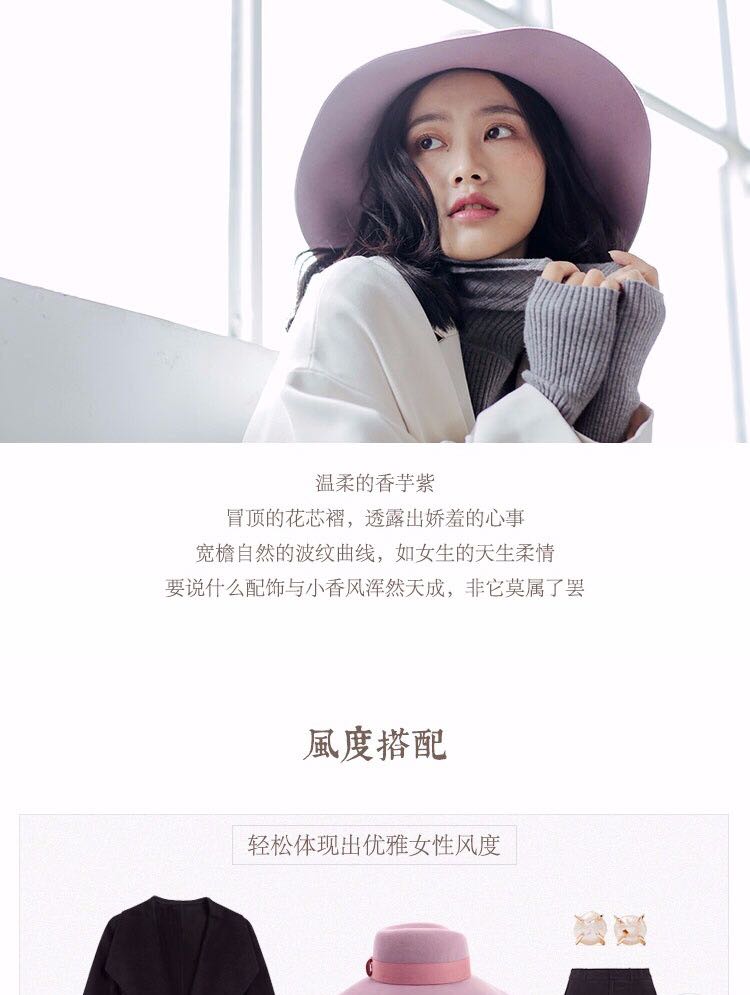 温柔的香芋紫
冒顶的花芯褶，透露出娇羞的心事
宽檐自然的波纹曲线，如女生的天生柔情
要说什么配饰与小香风浑然天成，非它莫属了罢
風度搭配
轻松体现出优雅女性风度